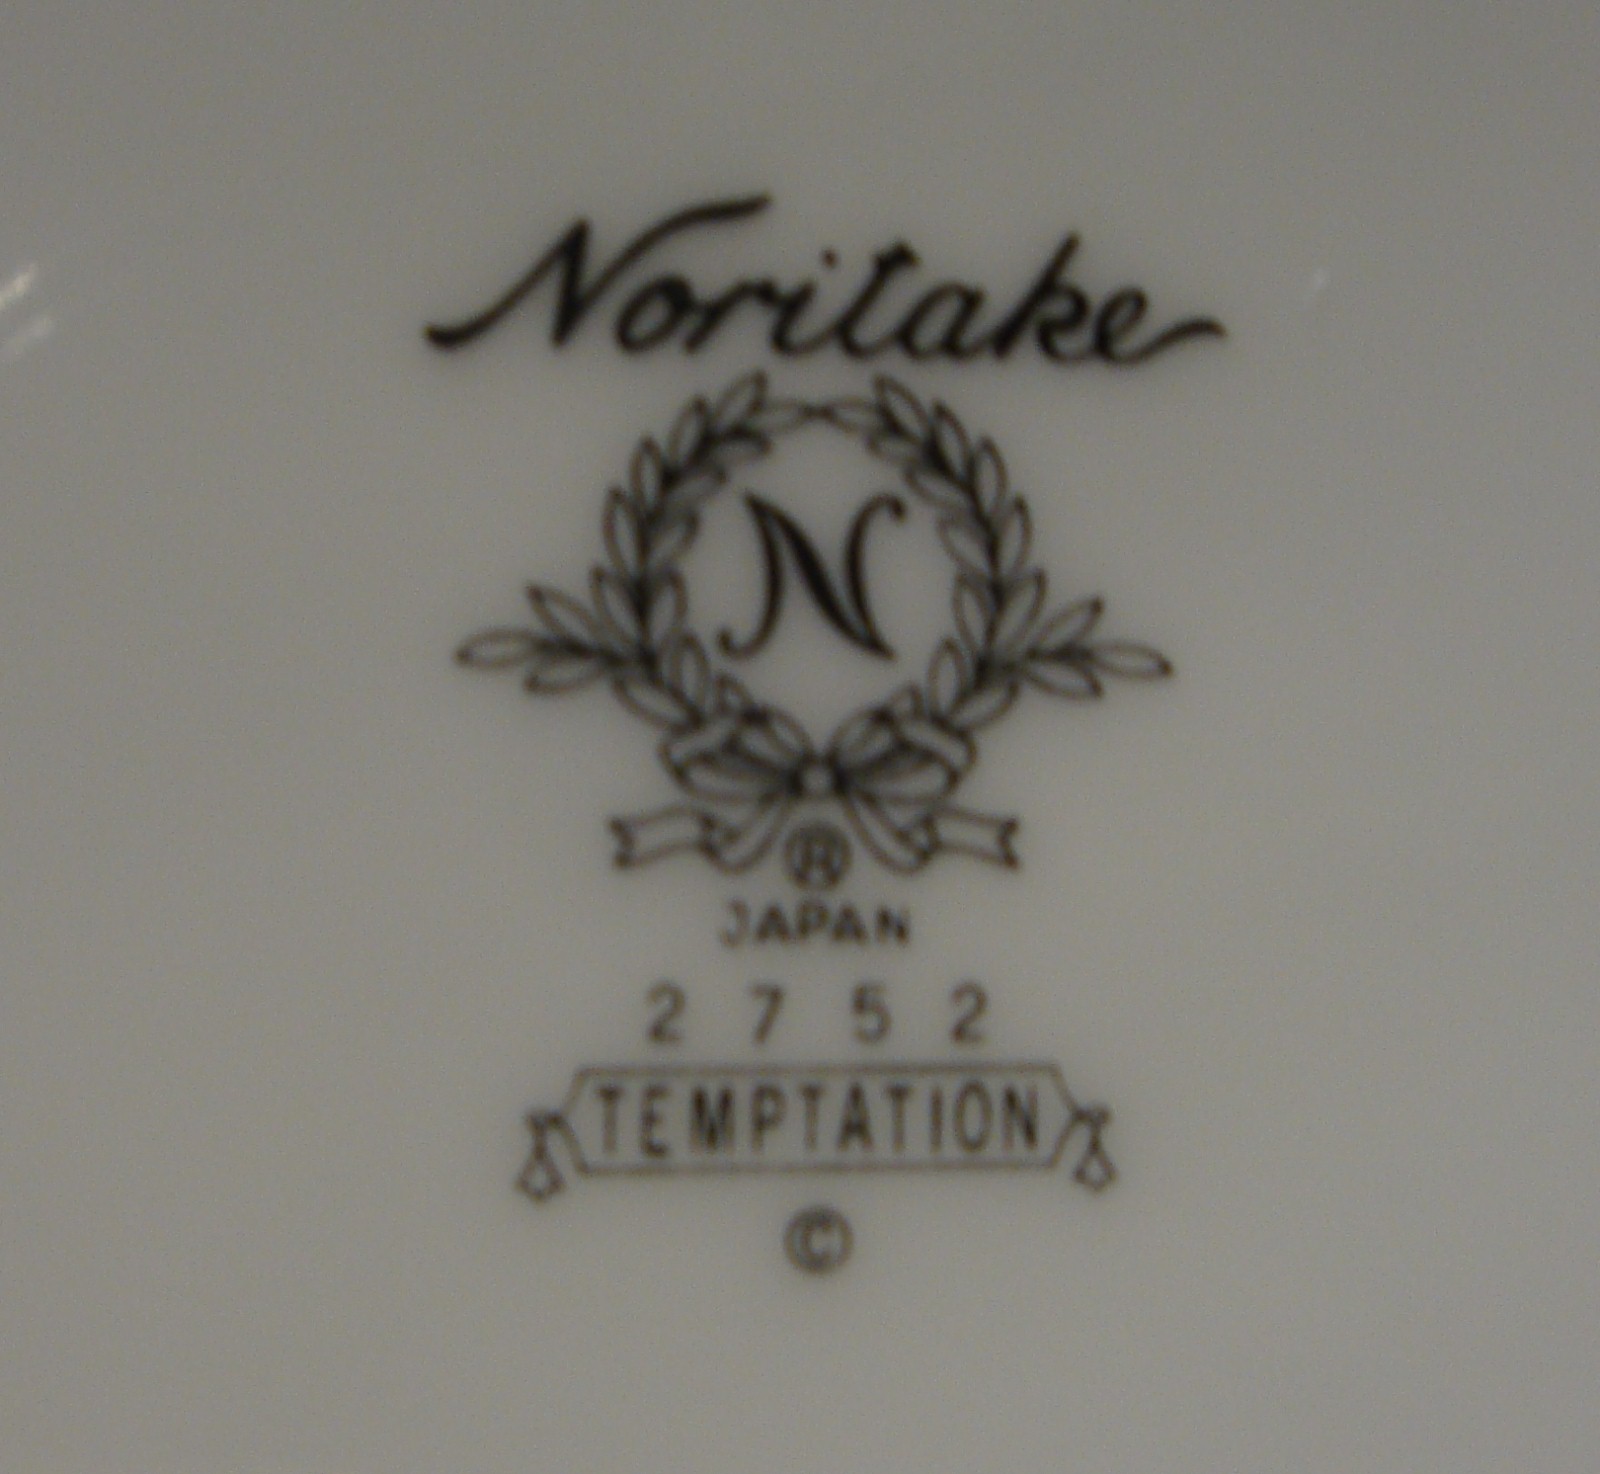 Noritake
N
®
JAPAN
2752
TEMPTATION
©